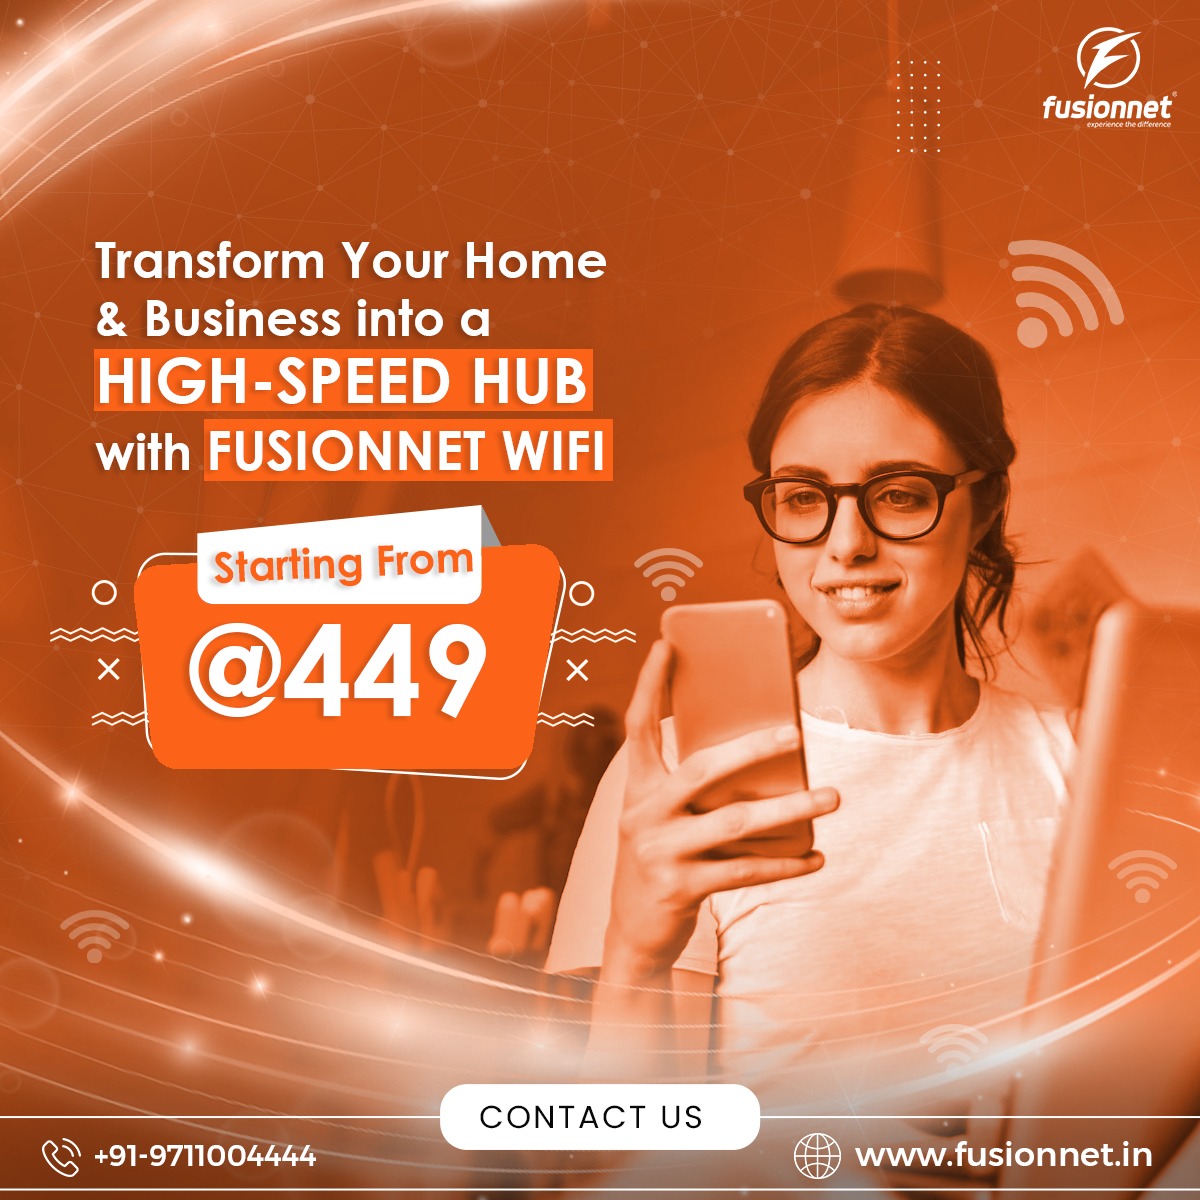 fusionnet
experience the difference
Transform Your Home
& Business into a
HIGH-SPEED HUB
with FUSIONNET WIFI
Starting From
@449
CONTACT US
+91-9711004444
www.fusionnet.in